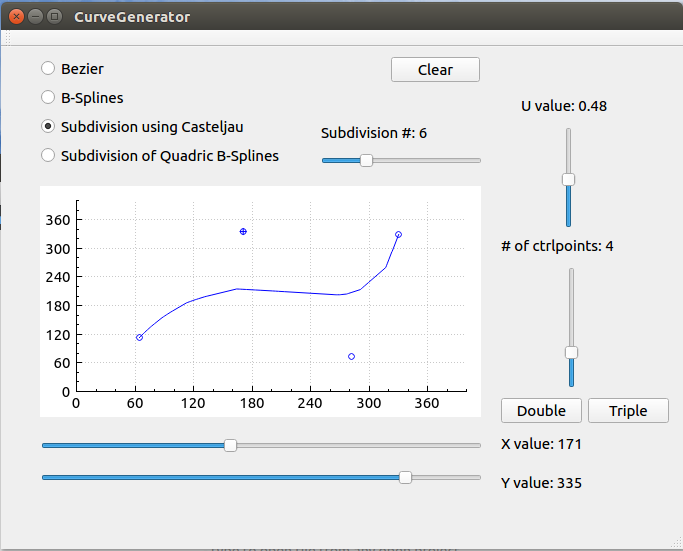 CurveGenerator
Bezier
Clear
B-Splines
U value: 0.48
Subdivision using Casteljau
Subdivision #: 6
Subdivision of Quadric B-Splines
360
300
240
180
120
60
0
0 60 120 180 240 300 360
# of ctrlpoints: 4
Double Triple
X value: 171
Y value: 335